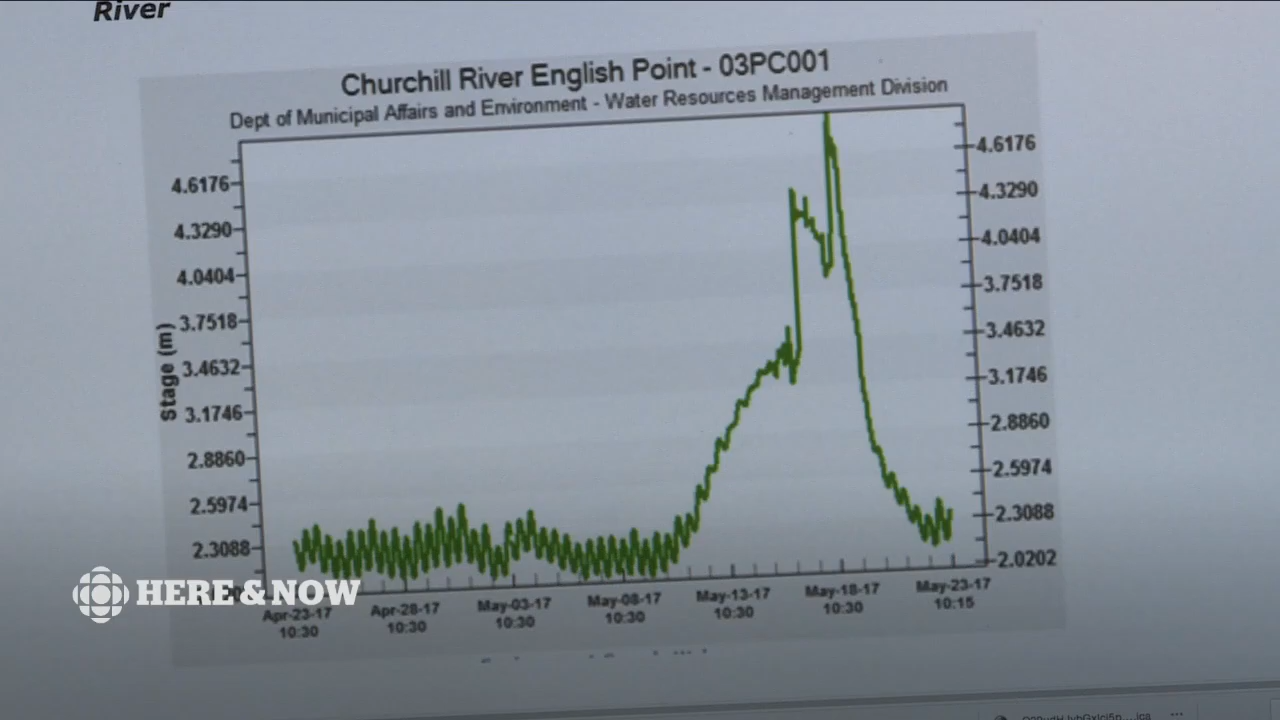 River
Churchill River English Point - 03PC001
Dept of Municipal Affairs and Environment - Water Resources Management Division
Stage (m)
4.6176
4.3290
4.0404
3.7518
3.4632
3.1746
2.8860
2.5974
2.3088
4.6176
4.3290
4.0404
3.7518
3.4632
3.1746
2.8860
2.5974
2.3088
2.0202
Apr-23-17 Apr-28-17 May-03-17 May-08-17 May-13-17 May-18-17 May-23-17
10:30 10:30 10:30 10:30 10:30 10:30 10:15
HERE & NOW